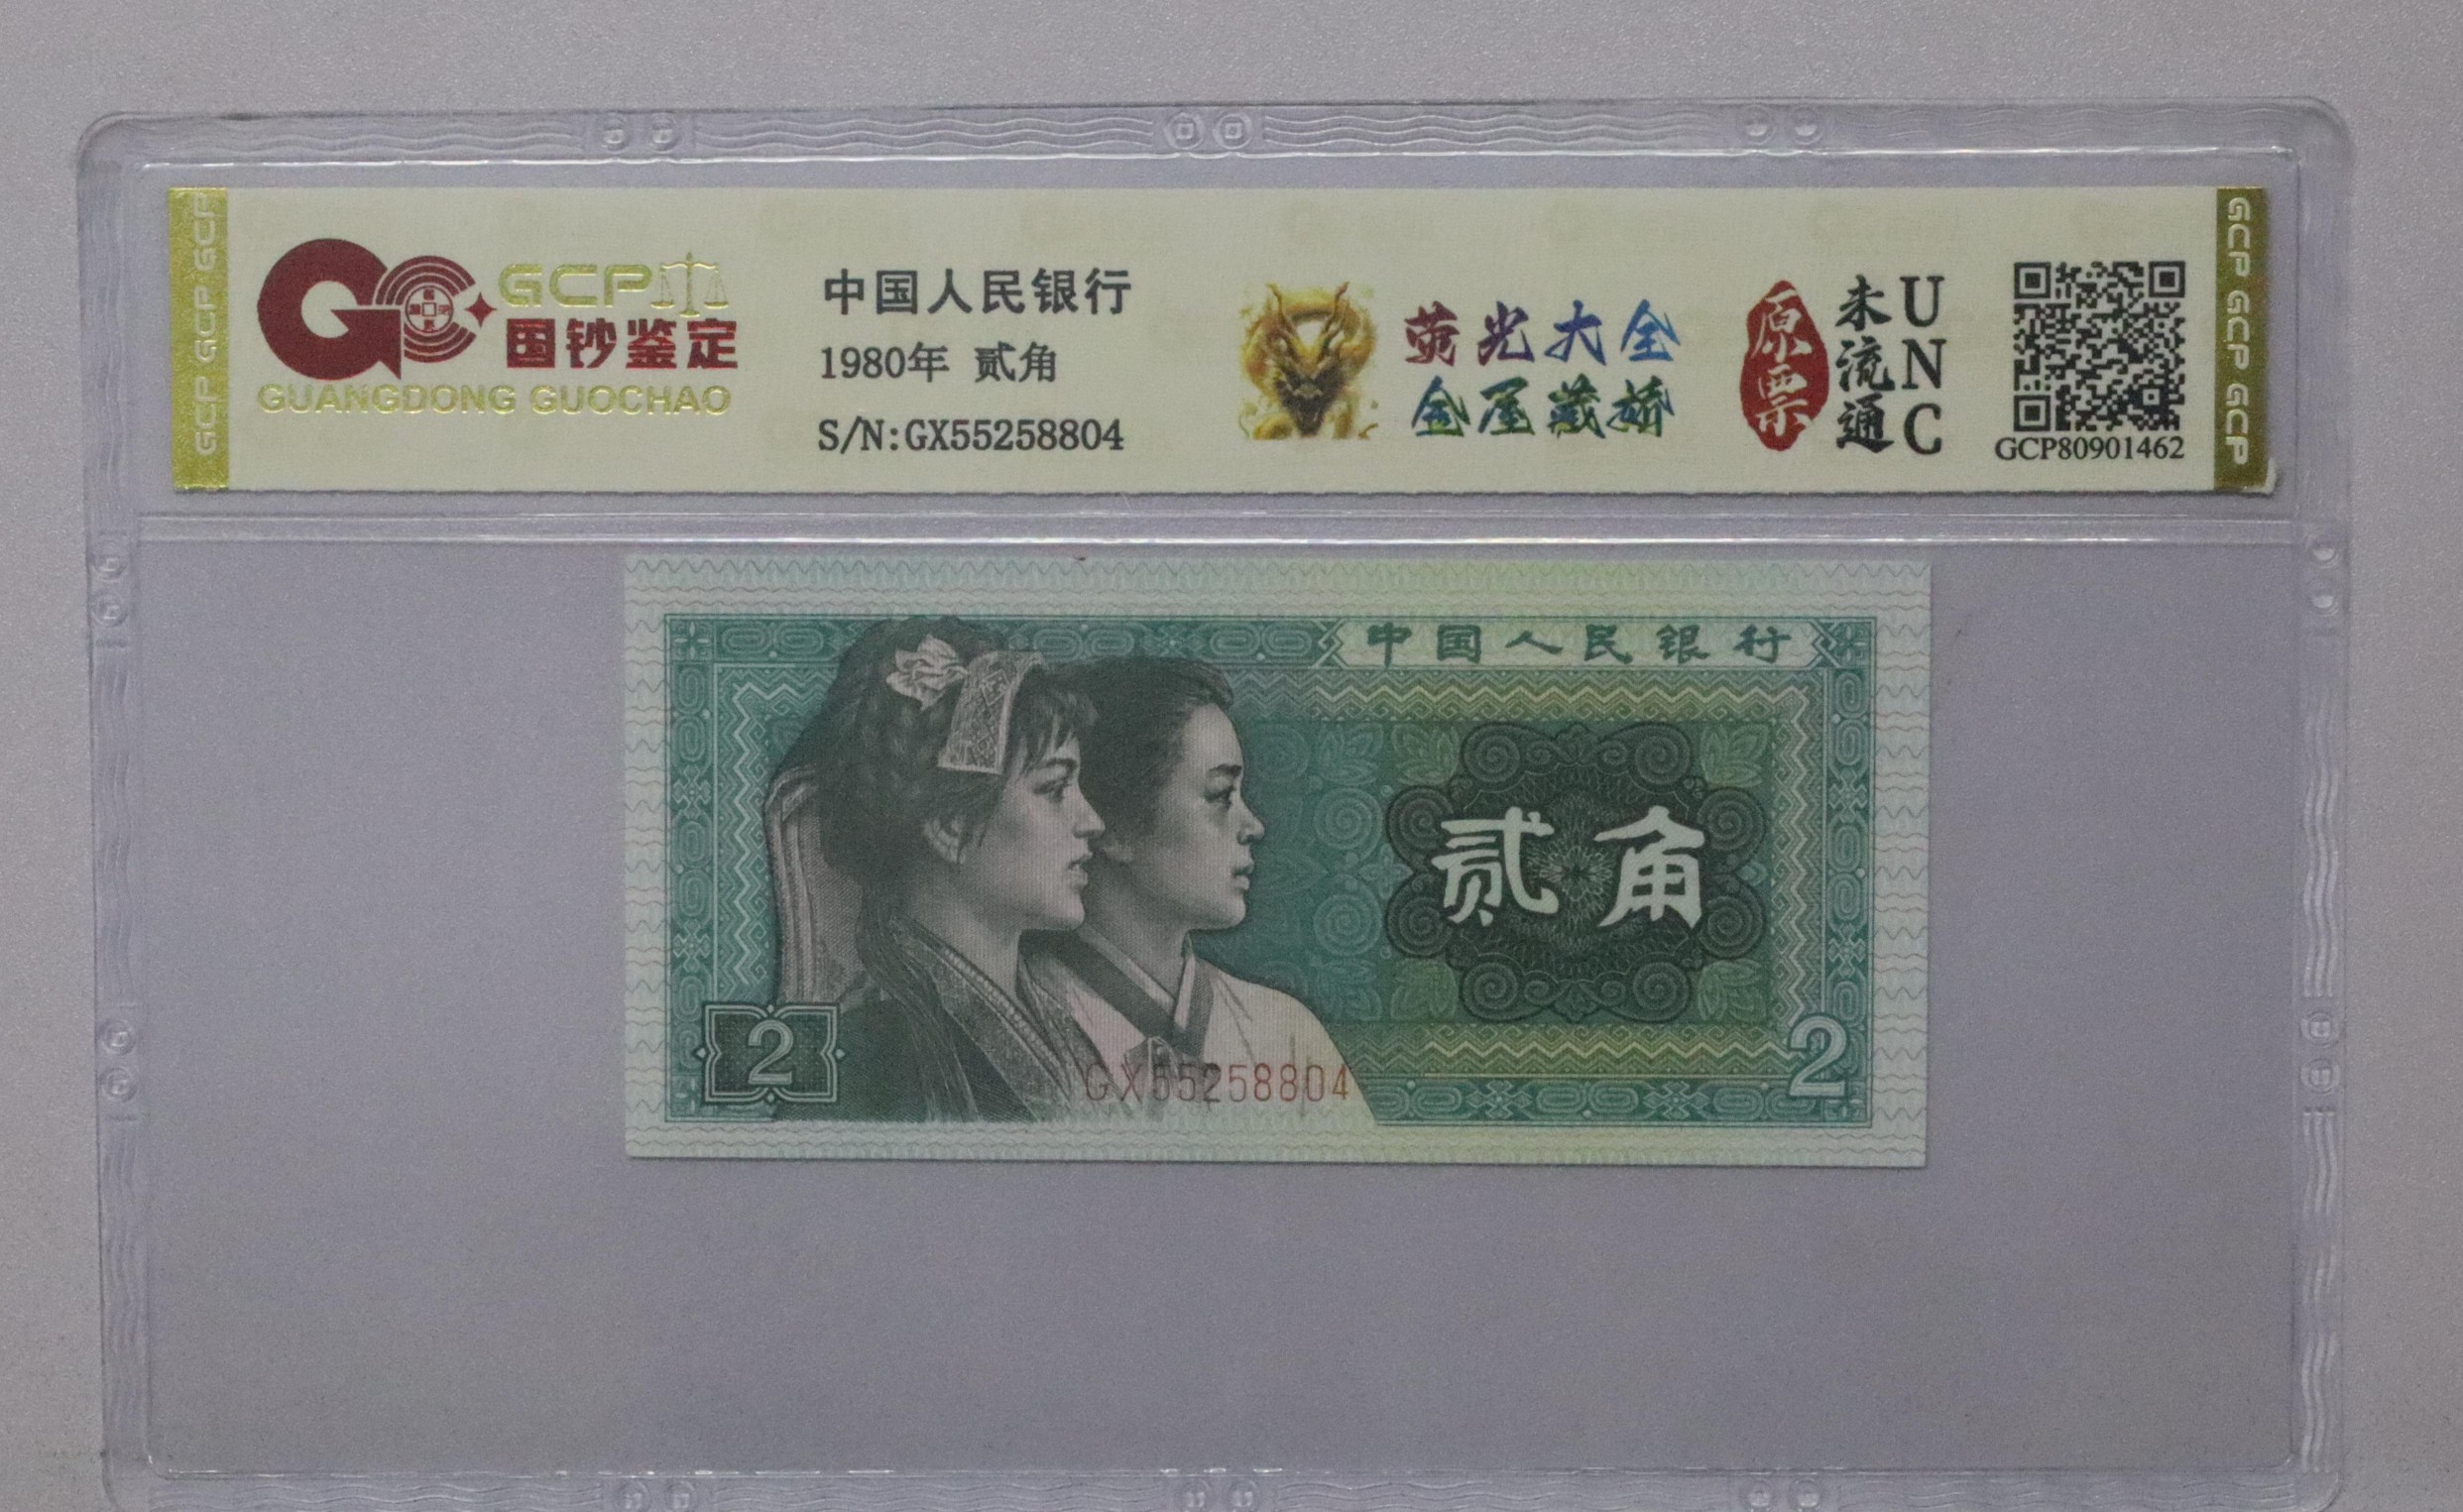 GCP GCP GCP
GCP
国钞鉴定
GUANGDONG GUOCHAO
中国人民银行
1980年 贰角
S/N:GX55258804
荧光大全
金屋藏娇
原票
未流通
UNC
GCP80901462
GCP GCP GCP
中国人民银行
贰角
2
GX55258804
2